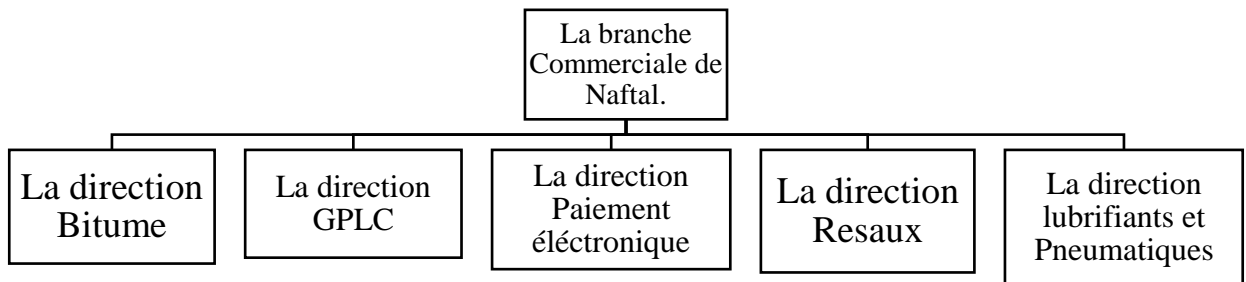 La branche
Commerciale de
Naftal.
La direction
Bitume
La direction
GPLC
La direction
Paiement
éléctronique
La direction
Resaux
La direction
lubrifiants et
Pneumatiques